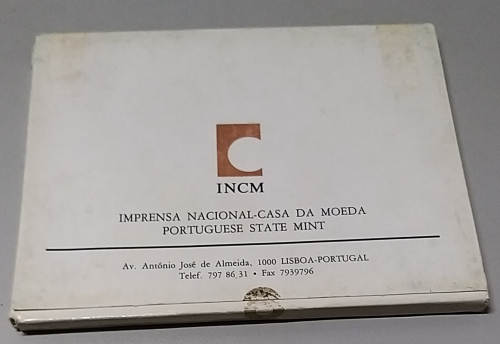 INCM
IMPRENSA NACIONAL-CASA DA MOEDA
PORTUGUESE STATE MINT
Av. António José de Almeida, 1000 LISBOA-PORTUGAL
Telef. 797 86 31 • Fax 7939796